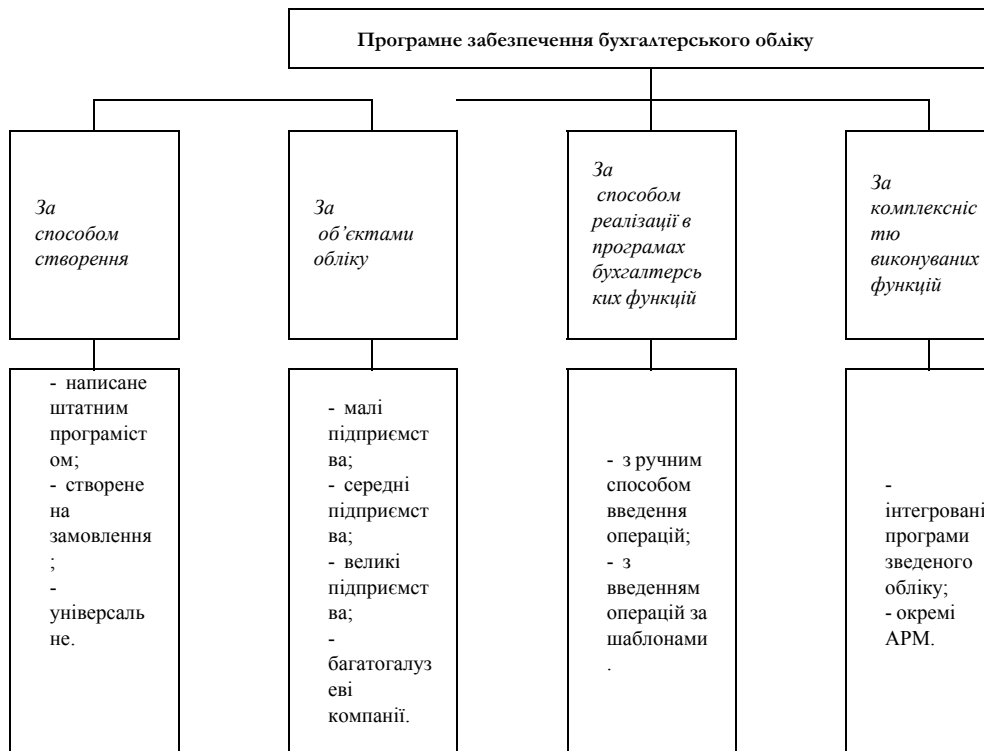 Програмне забезпечення бухгалтерського обліку
За
способом
створення
За
об’єктами
обліку
За
способом
реалізації в
програмах
бухгалтерсь
ких функцій
За
комплексніс
тю
виконуваних
функцій
- написане
штатним
програміст
ом;
- створене
на
замовлення
;
-
універсаль
не.
- малі
підприємст
ва;
- середні
підприємст
ва;
- великі
підприємст
ва;
-
багатогалуз
еві
компанії.
- з ручним
способом
введення
операцій;
- з
введенням
операцій за
шаблонами
.
-
інтегровані
програми
зведеного
обліку;
- окремі
АРМ.